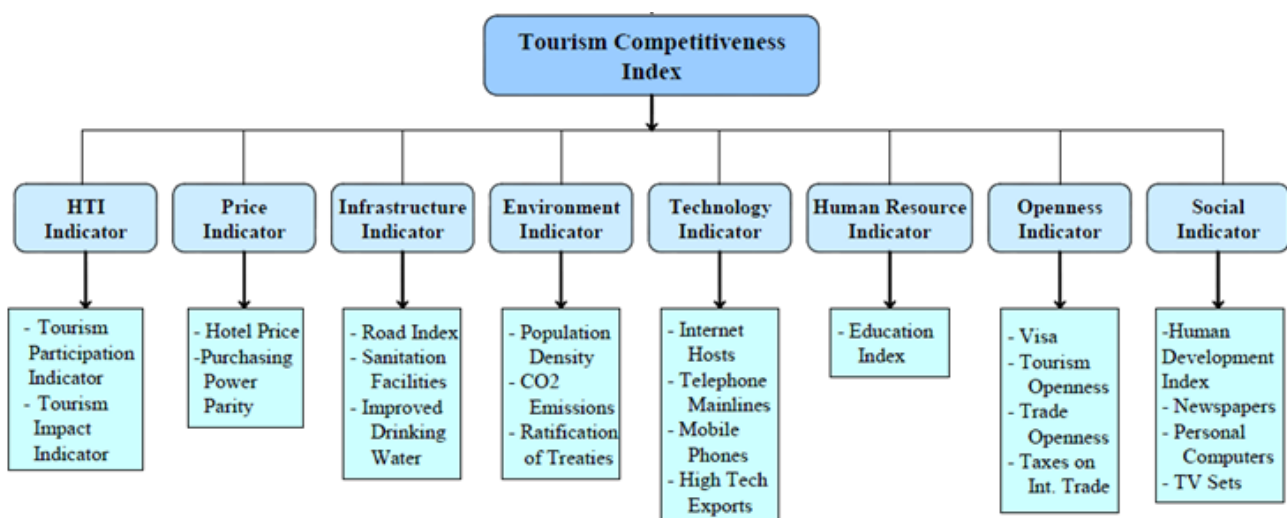 Tourism Competitiveness
Index
HTI
Indicator
Price
Indicator
Infrastructure
Indicator
Environment
Indicator
Technology
Indicator
Human Resource
Indicator
Openness
Indicator
Social
Indicator
- Tourism
Participation
Indicator
- Tourism
Impact
Indicator
- Hotel Price
-Purchasing
Power
Parity
- Road Index
- Sanitation
Facilities
- Improved
Drinking
Water
- Population
Density
- CO2
Emissions
- Ratification
of Treaties
- Internet
Hosts
- Telephone
Mainlines
- Mobile
Phones
- High Tech
Exports
- Education
Index
- Visa
- Tourism
Openness
- Trade
Openness
- Taxes on
Int. Trade
-Human
Development
Index
- Newspapers
- Personal
Computers
- TV Sets